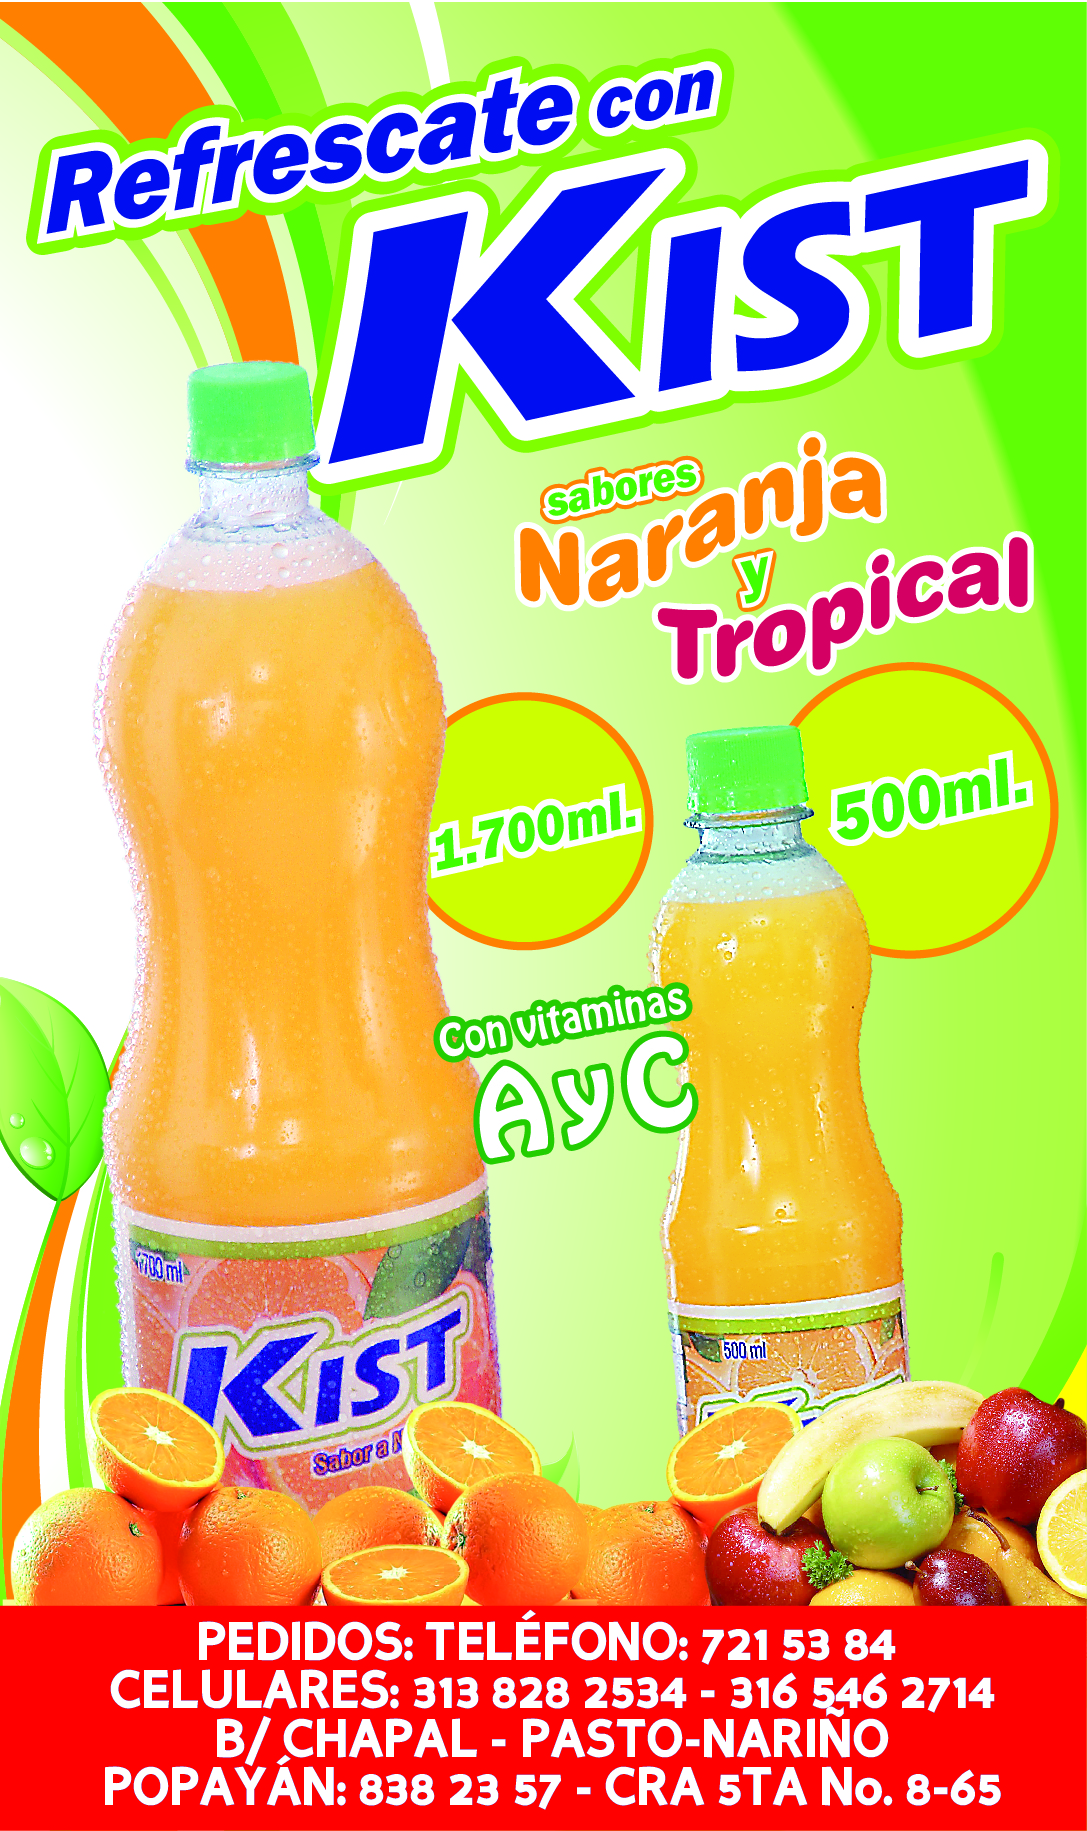 Refrescate con
KIST
sabores
Naranja
y
Tropical
1.700ml.
500ml.
Con vitaminas
A y C
1700 ml
KIST
Sabor a
500 ml
PEDIDOS: TELÉFONO: 721 53 84
CELULARES: 313 828 2534 - 316 546 2714
B/ CHAPAL - PASTO-NARIÑO
POPAYÁN: 838 23 57 - CRA 5TA No. 8-65